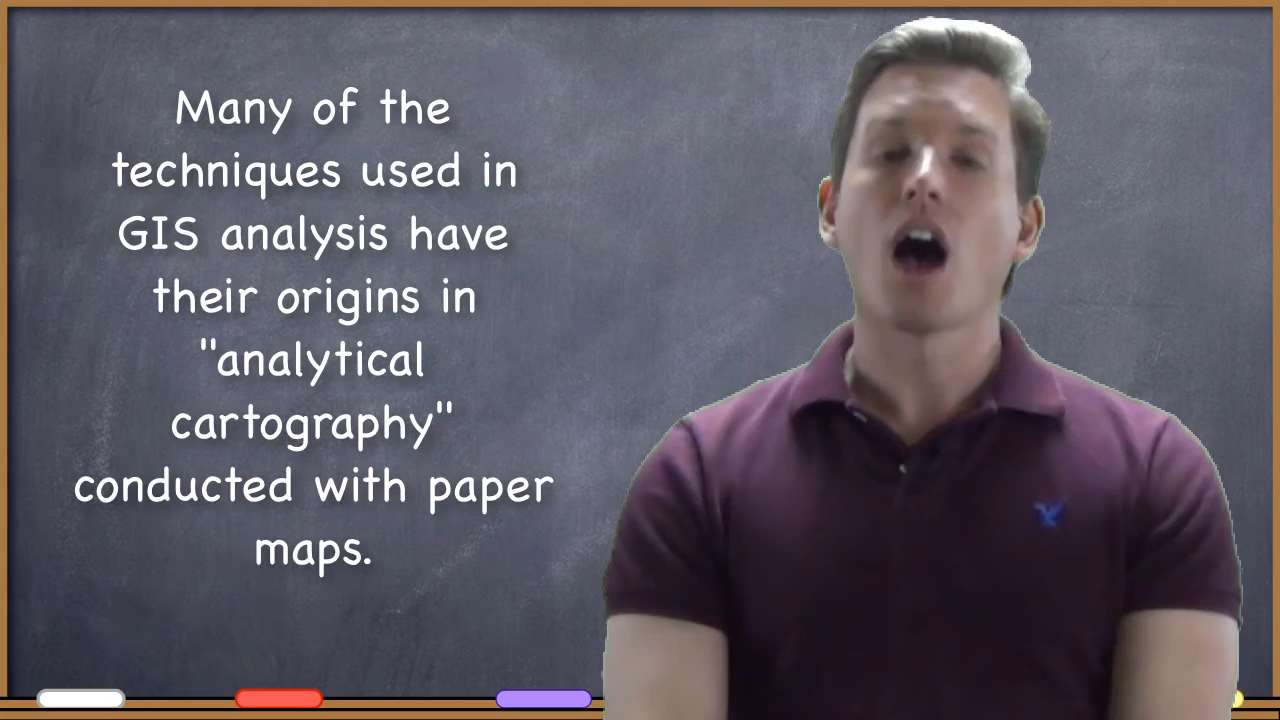 Many of the
techniques used in
GIS analysis have
their origins in
"analytical
cartography"
conducted with paper
maps.